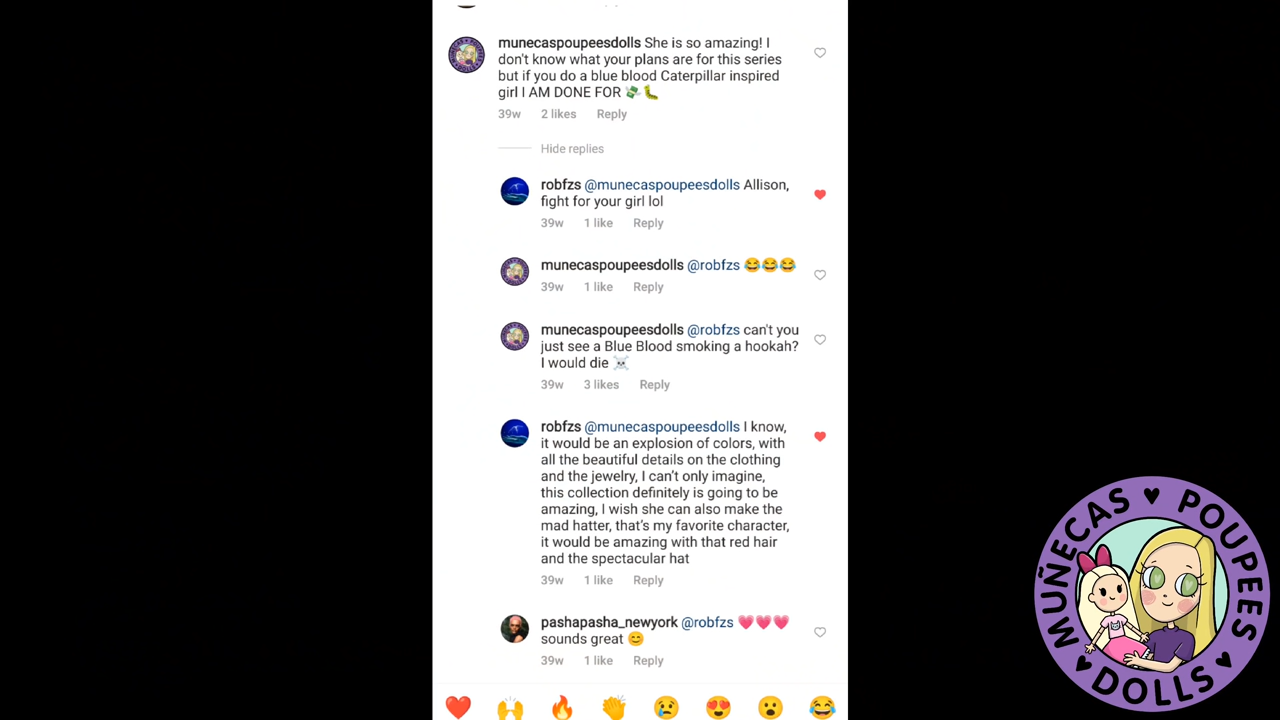 munecaspoupeesdolls She is so amazing! I
don't know what your plans are for this series
but if you do a blue blood Caterpillar inspired
girl I AM DONE FOR 💸🐛
39w 2 likes Reply
Hide replies
robfzs @munecaspoupeesdolls Allison,
fight for your girl lol
39w 1 like Reply
munecaspoupeesdolls @robfzs 😂😂😂
39w 1 like Reply
munecaspoupeesdolls @robfzs can't you
just see a Blue Blood smoking a hookah?
I would die ☠️
39w 3 likes Reply
robfzs @munecaspoupeesdolls I know,
it would be an explosion of colors, with
all the beautiful details on the clothing
and the jewelry, I can't only imagine,
this collection definitely is going to be
amazing, I wish she can also make the
mad hatter, that's my favorite character,
it would be amazing with that red hair
and the spectacular hat
39w 1 like Reply
pashapasha_newyork @robfzs 💗💗💗
sounds great 😊
39w 1 like Reply
MUÑECAS ♥ POUPEES ♥ DOLLS ♥